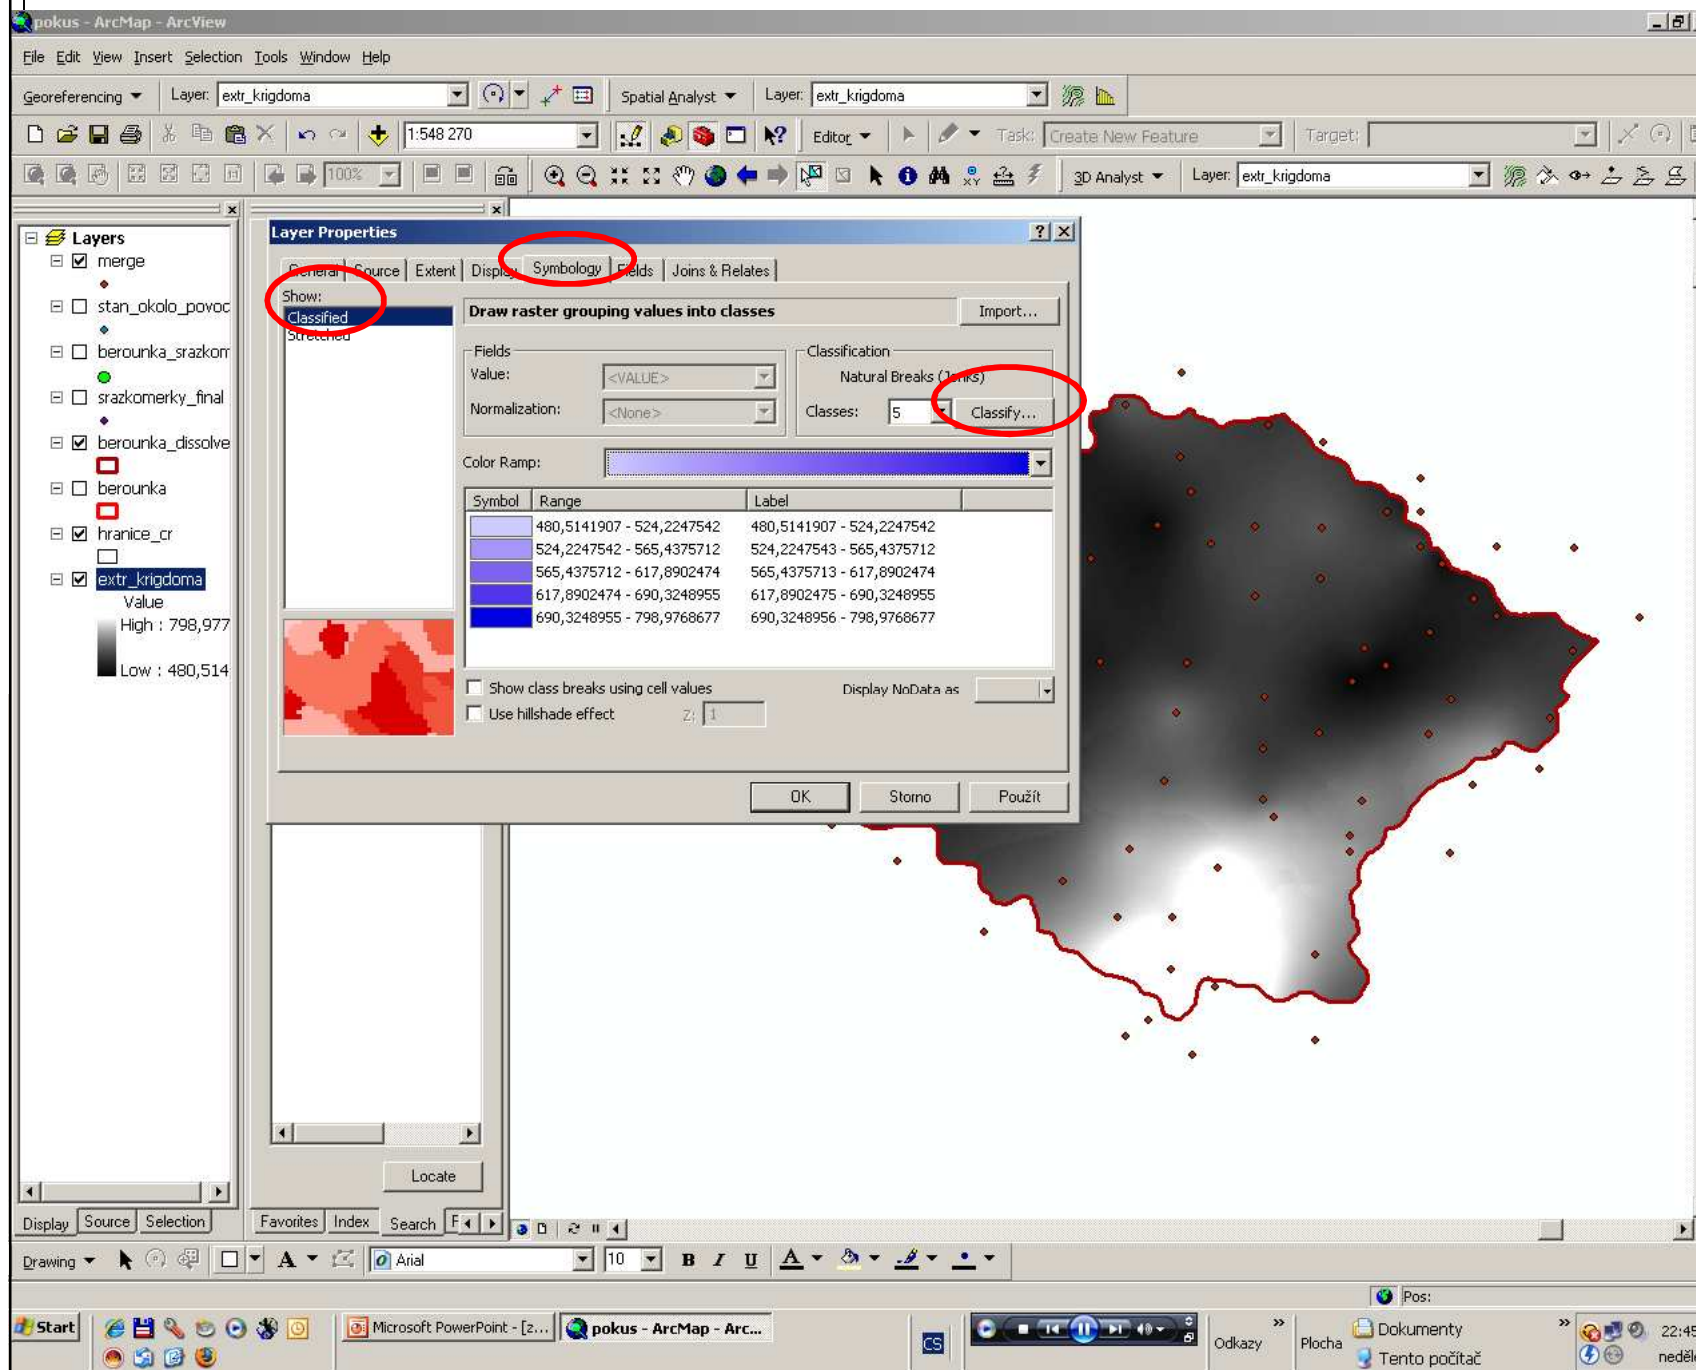 pokus - ArcMap - ArcView
File Edit View Insert Selection Tools Window Help
Georeferencing Layer: extr_krigdoma Spatial Analyst Layer: extr_krigdoma
1:548 270 Editor Task: Create New Feature Target:
100% 3D Analyst Layer: extr_krigdoma
Layers
merge
stan_okolo_povod
berounka_srazkom
srazkomerky_final
berounka_dissolve
berounka
hranice_cr
extr_krigdoma
Value
High : 798,977
Low : 480,514
Layer Properties
General Source Extent Display Symbology Fields Joins & Relates
Show:
Classified
Stretched
Draw raster grouping values into classes Import...
Fields
Value: <VALUE>
Normalization: <None>
Classification
Natural Breaks (Jenks)
Classes: 5 Classify...
Color Ramp:
Symbol Range Label
480,5141907 - 524,2247542 480,5141907 - 524,2247542
524,2247542 - 565,4375712 524,2247543 - 565,4375712
565,4375712 - 617,8902474 565,4375713 - 617,8902474
617,8902474 - 690,3248955 617,8902475 - 690,3248955
690,3248955 - 798,9768677 690,3248956 - 798,9768677
Show class breaks using cell values Display NoData as
Use hillshade effect Z: 1
OK Storno Použít
Locate
Display Source Selection Favorites Index Search F
Drawing A Arial 10 B I U A
Pos:
Start Microsoft PowerPoint - [z... pokus - ArcMap - Arc... CS Odkazy » Plocha Dokumenty » 22:45
Tento počítač neděl